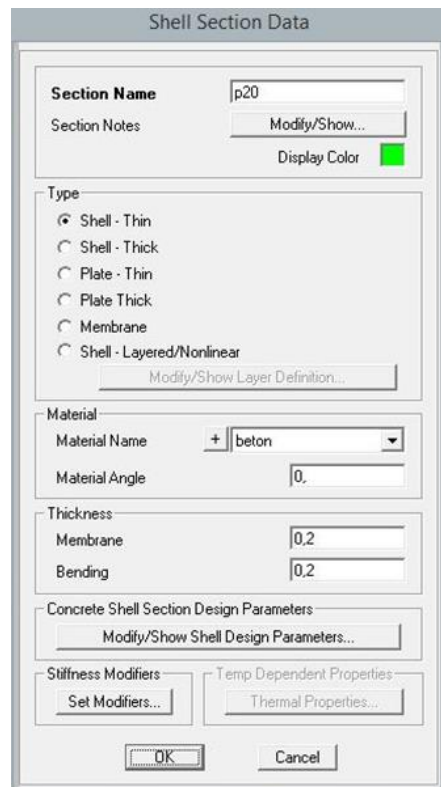 Shell Section Data
Section Name p20
Section Notes Modify/Show...
Display Color
Type
Shell - Thin
Shell - Thick
Plate - Thin
Plate Thick
Membrane
Shell - Layered/Nonlinear
Modify/Show Layer Definition...
Material
Material Name + beton
Material Angle 0,
Thickness
Membrane 0,2
Bending 0,2
Concrete Shell Section Design Parameters
Modify/Show Shell Design Parameters...
Stiffness Modifiers Temp Dependent Properties
Set Modifiers... Thermal Properties...
OK Cancel